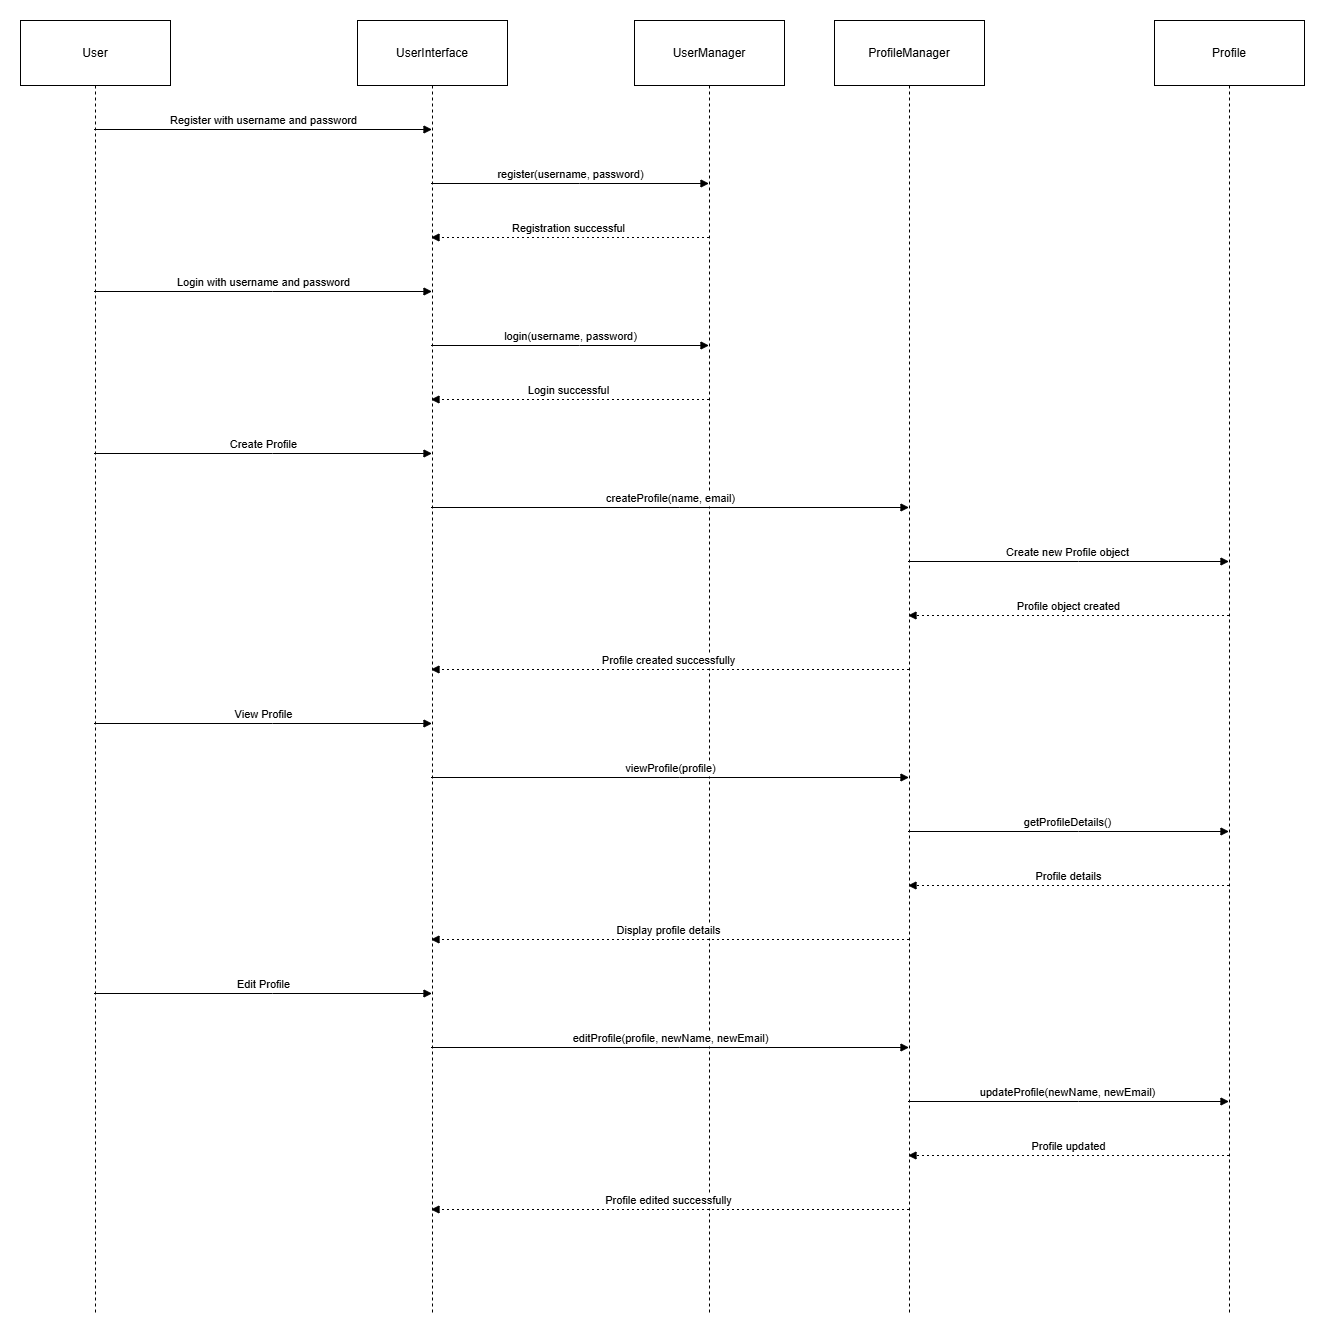 User
UserInterface
UserManager
ProfileManager
Profile
Register with username and password
register(username, password)
Registration successful
Login with username and password
login(username, password)
Login successful
Create Profile
createProfile(name, email)
Create new Profile object
Profile object created
Profile created successfully
View Profile
viewProfile(profile)
getProfileDetails()
Profile details
Display profile details
Edit Profile
editProfile(profile, newName, newEmail)
updateProfile(newName, newEmail)
Profile updated
Profile edited successfully